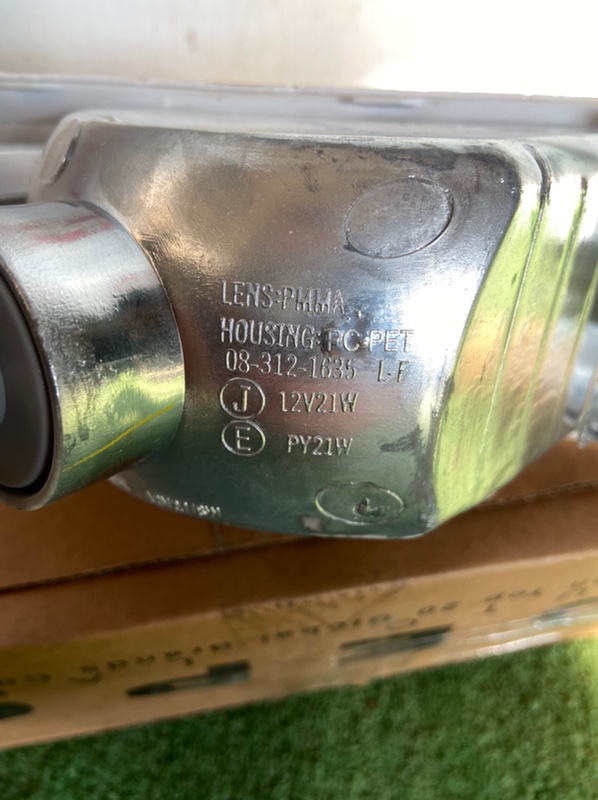 LENS:PMMA
HOUSING:PC-PET
08-312-1635 L-F
J 12V21W
E PY21W